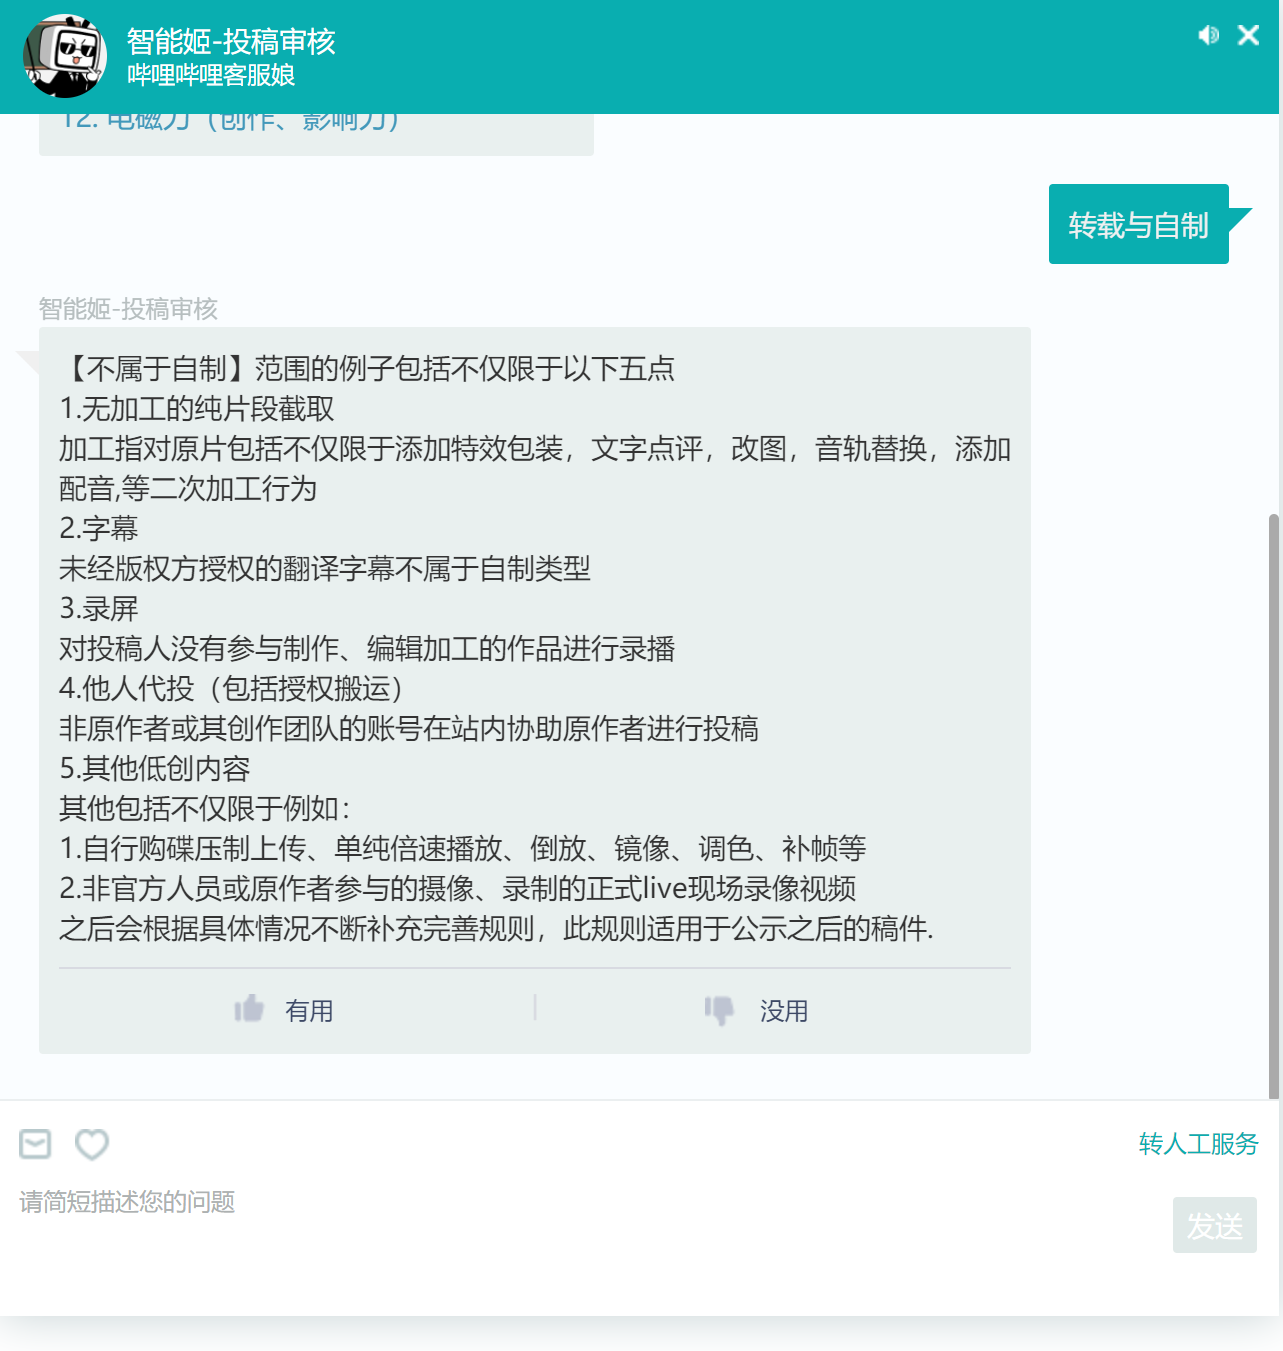 智能姬-投稿审核
哔哩哔哩客服娘
12. 电磁力（创作、影响力）
转载与自制
智能姬-投稿审核
【不属于自制】范围的例子包括不仅限于以下五点
1.无加工的纯片段截取
加工指对原片包括不仅限于添加特效包装，文字点评，改图，音轨替换，添加
配音,等二次加工行为
2.字幕
未经版权方授权的翻译字幕不属于自制类型
3.录屏
对投稿人没有参与制作、编辑加工的作品进行录播
4.他人代投（包括授权搬运）
非原作者或其创作团队的账号在站内协助原作者进行投稿
5.其他低创内容
其他包括不仅限于例如：
1.自行购碟压制上传、单纯倍速播放、倒放、镜像、调色、补帧等
2.非官方人员或原作者参与的摄像、录制的正式live现场录像视频
之后会根据具体情况不断补充完善规则，此规则适用于公示之后的稿件.
有用
没用
转人工服务
请简短描述您的问题
发送